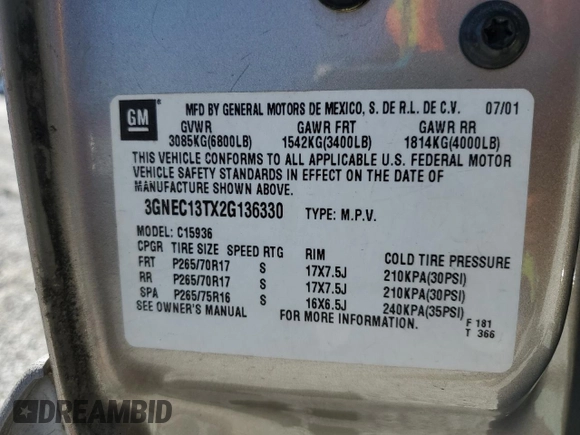 GM
MFD BY GENERAL MOTORS DE MEXICO, S. DE R.L. DE C.V. 07/01
GVWR GAWR FRT GAWR RR
3085KG(6800LB) 1542KG(3400LB) 1814KG(4000LB)
THIS VEHICLE CONFORMS TO ALL APPLICABLE U.S. FEDERAL MOTOR
VEHICLE SAFETY STANDARDS IN EFFECT ON THE DATE OF
MANUFACTURE SHOWN ABOVE.
3GNEC13TX2G136330 TYPE: M.P.V.
MODEL: C15936
CPGR TIRE SIZE SPEED RTG RIM COLD TIRE PRESSURE
FRT P265/70R17 S 17X7.5J 210KPA(30PSI)
RR P265/70R17 S 17X7.5J 210KPA(30PSI)
SPA P265/75R16 S 16X6.5J 240KPA(35PSI)
SEE OWNER'S MANUAL FOR MORE INFORMATION.
F 181
T 366
DREAMBID